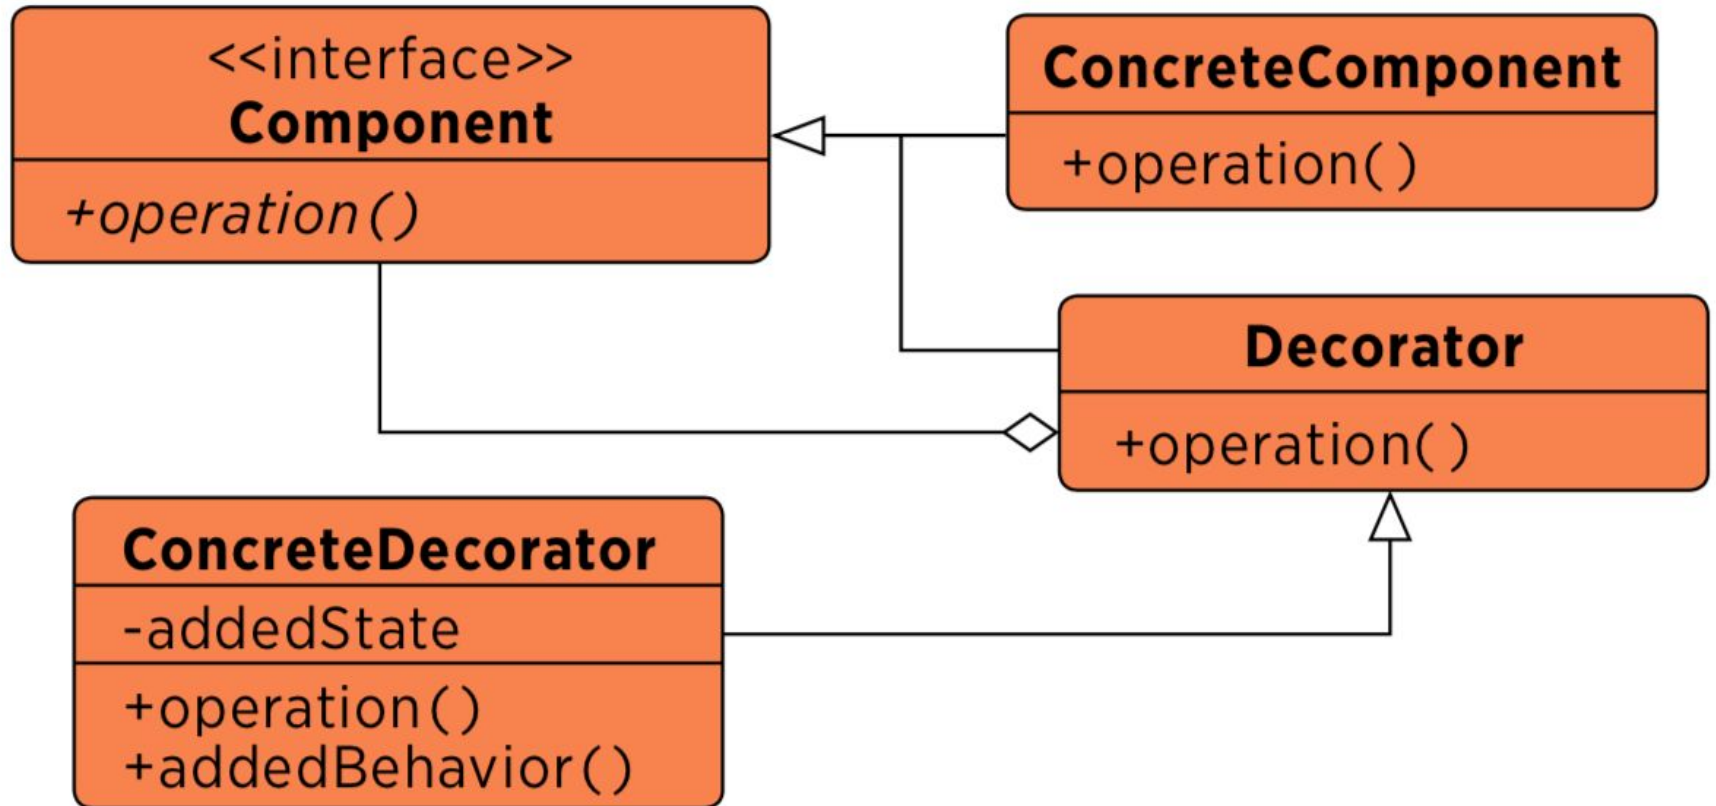 <<interface>>
Component
+operation()
ConcreteComponent
+operation()
Decorator
+operation()
ConcreteDecorator
-addedState
+operation()
+addedBehavior()